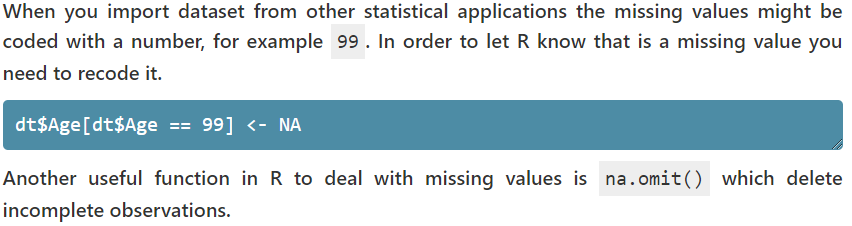 When you import dataset from other statistical applications the missing values might be
coded with a number, for example 99. In order to let R know that is a missing value you
need to recode it.
dt$Age[dt$Age == 99] <- NA
Another useful function in R to deal with missing values is na.omit() which delete
incomplete observations.